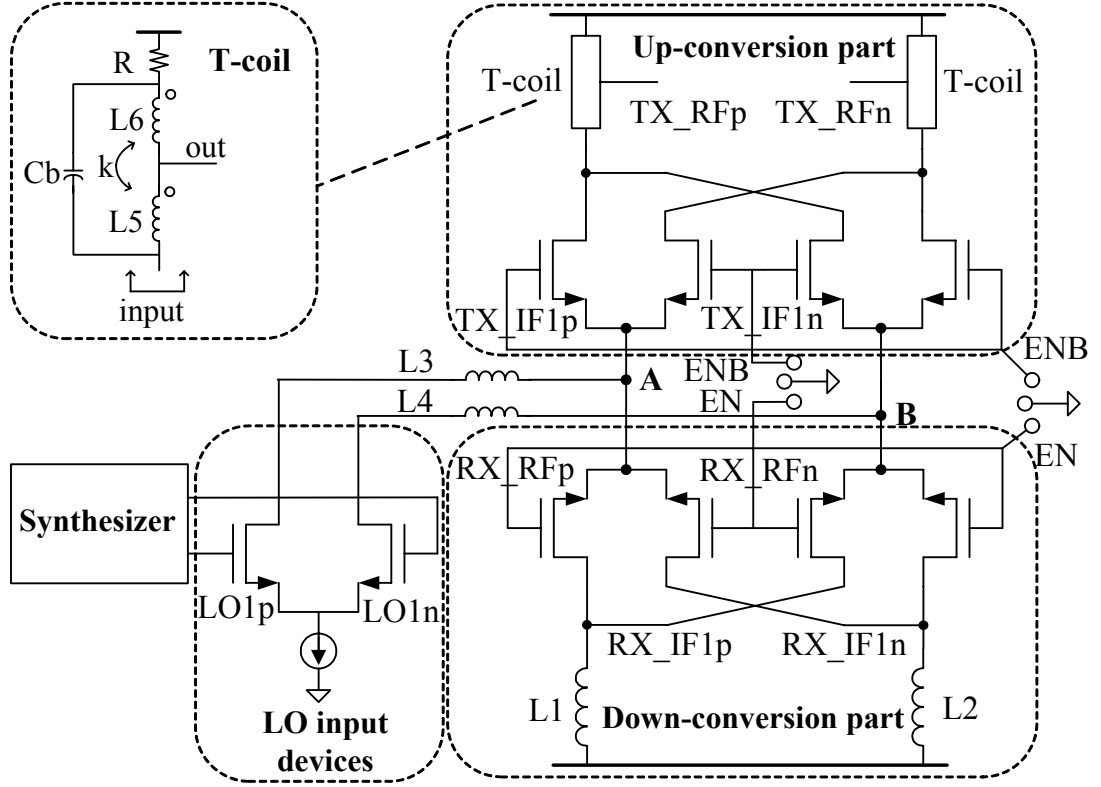 R
T-coil
L6
out
Cb
k
L5
input
Up-conversion part
T-coil
T-coil
TX_RFp
TX_RFn
TX_IF1p
TX_IF1n
ENB
ENB
EN
EN
L3
A
L4
B
RX_RFp
RX_RFn
Synthesizer
LO1p
LO1n
LO input
devices
RX_IF1p
RX_IF1n
L1
Down-conversion part
L2